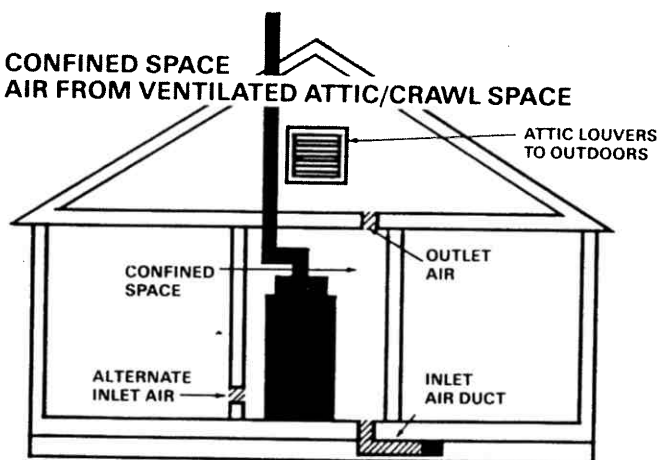 CONFINED SPACE
AIR FROM VENTILATED ATTIC/CRAWL SPACE
ATTIC LOUVERS
TO OUTDOORS
OUTLET
AIR
CONFINED
SPACE
ALTERNATE
INLET AIR
INLET
AIR DUCT